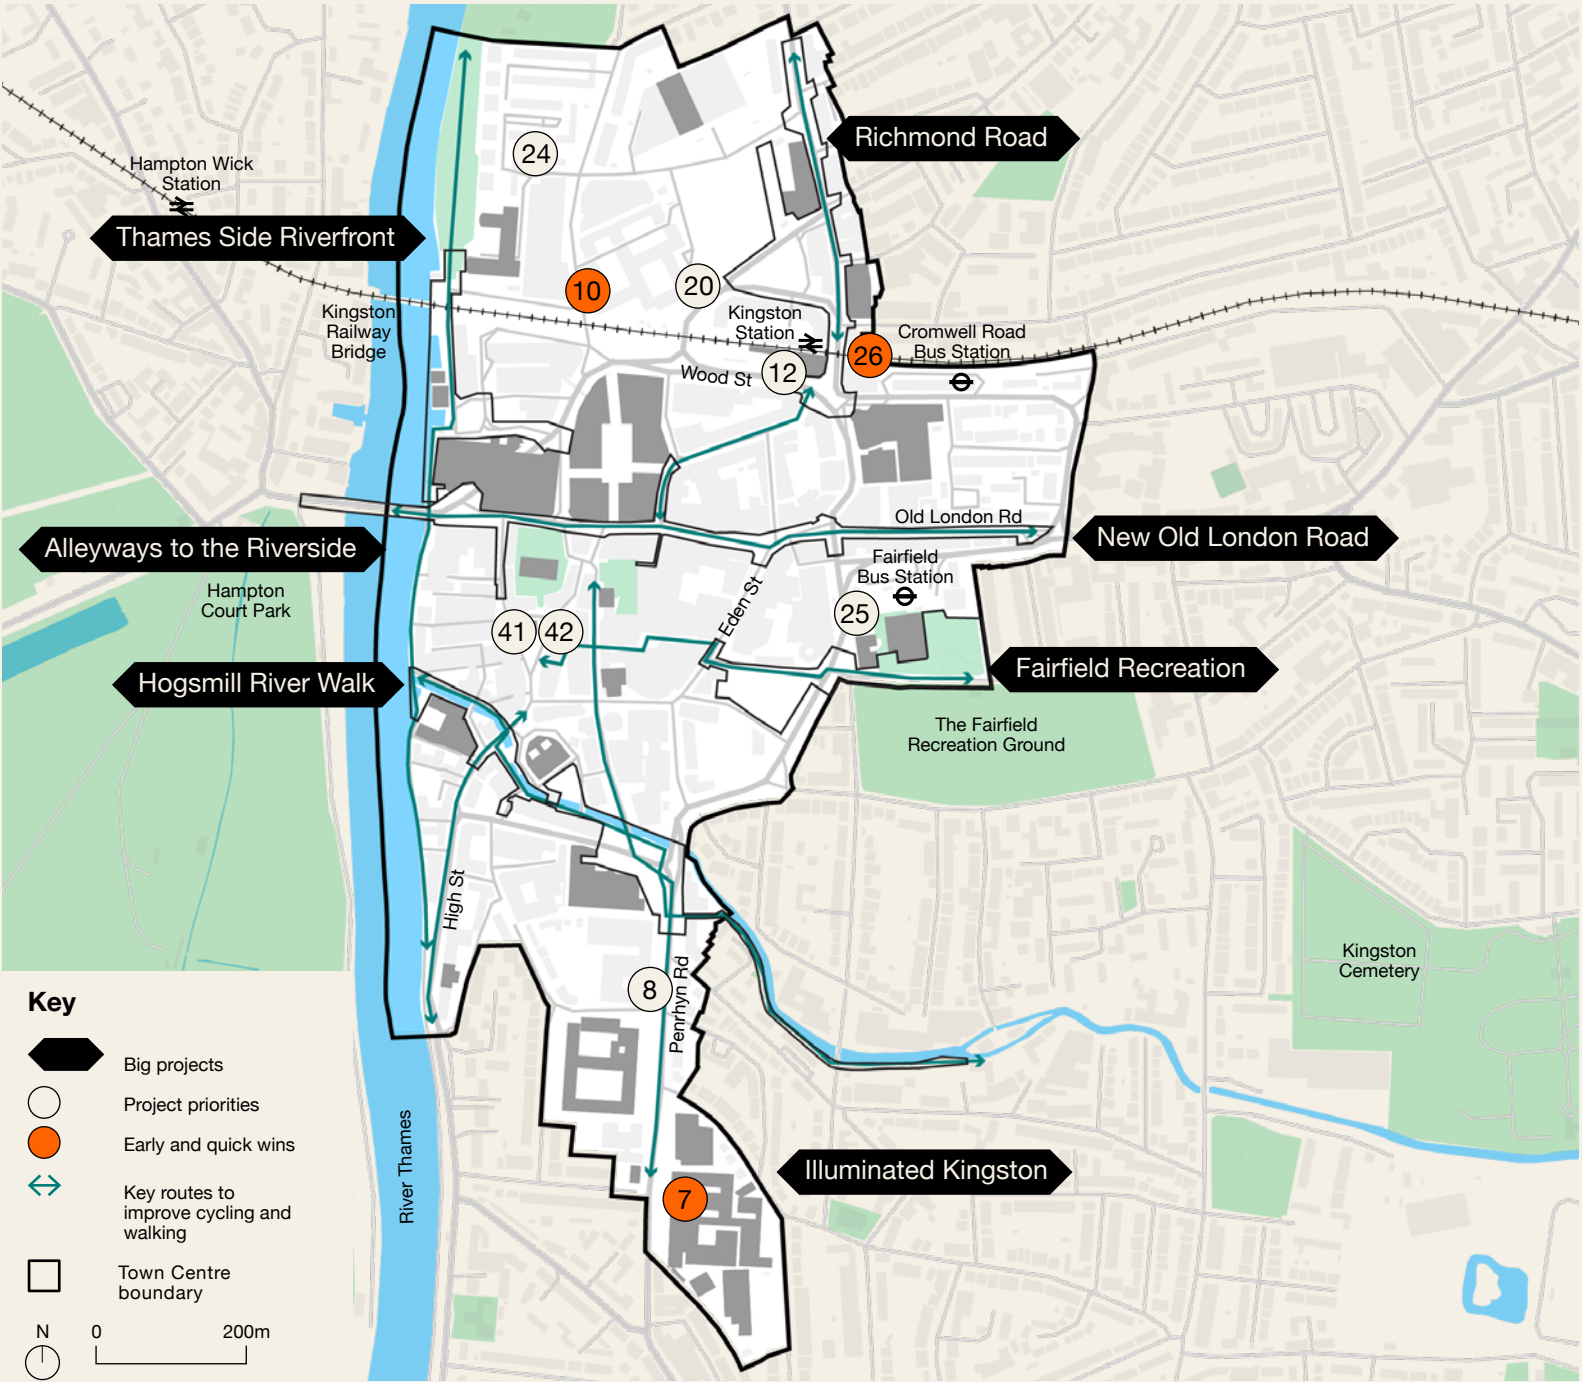 Richmond Road
24
Hampton Wick
Station
Thames Side Riverfront
10
20
Kingston
Station
Kingston
Railway
Bridge
Cromwell Road
Bus Station
26
Wood St
12
Old London Rd
New Old London Road
Alleyways to the Riverside
Fairfield
Bus Station
Hampton
Court Park
Eden St
25
41
42
Fairfield Recreation
Hogsmill River Walk
The Fairfield
Recreation Ground
High St
Kingston
Cemetery
8
Penrhyn Rd
Key
Big projects
Project priorities
Early and quick wins
Key routes to
improve cycling and
walking
Town Centre
boundary
N
0
200m
River Thames
Illuminated Kingston
7